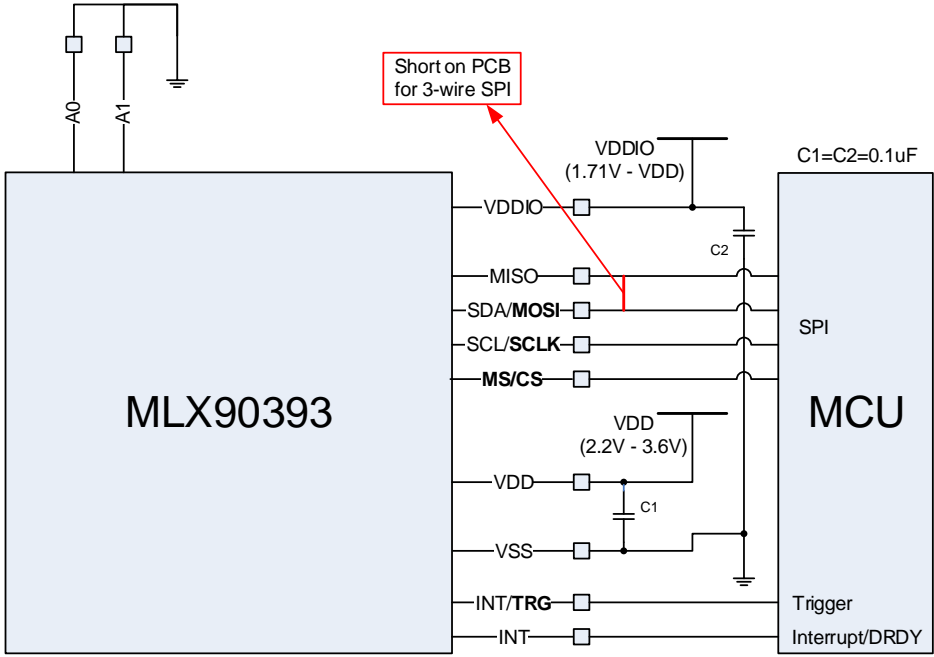 A0
A1
Short on PCB
for 3-wire SPI
VDDIO
(1.71V - VDD)
C1=C2=0.1uF
VDDIO
C2
MISO
SDA/MOSI
SPI
SCL/SCLK
MS/CS
MLX90393
MCU
VDD
(2.2V - 3.6V)
VDD
C1
VSS
INT/TRG
Trigger
INT
Interrupt/DRDY